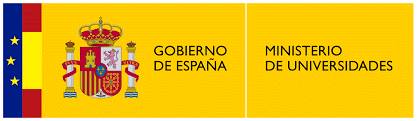 GOBIERNO
DE ESPAÑA
MINISTERIO
DE UNIVERSIDADES